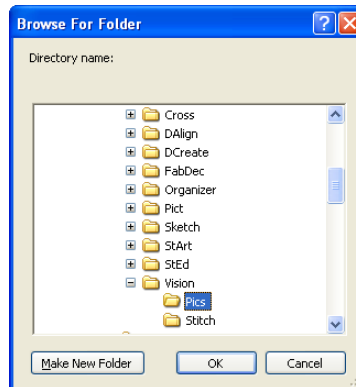 Browse For Folder
Directory name:
Cross
DAlign
DCreate
FabDec
Organizer
Pict
Sketch
StArt
StEd
Vision
Pics
Stitch
Make New Folder OK Cancel